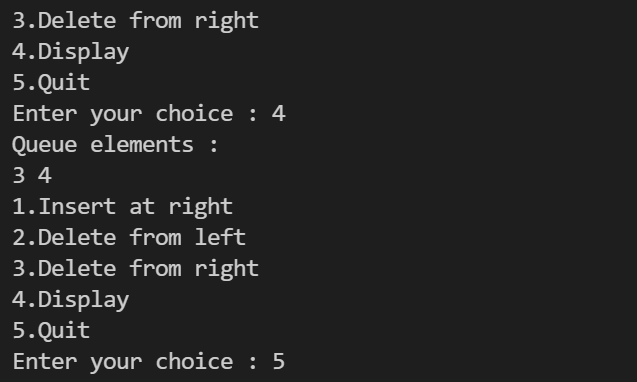 3.Delete from right
4.Display
5.Quit
Enter your choice : 4
Queue elements :
3 4
1.Insert at right
2.Delete from left
3.Delete from right
4.Display
5.Quit
Enter your choice : 5